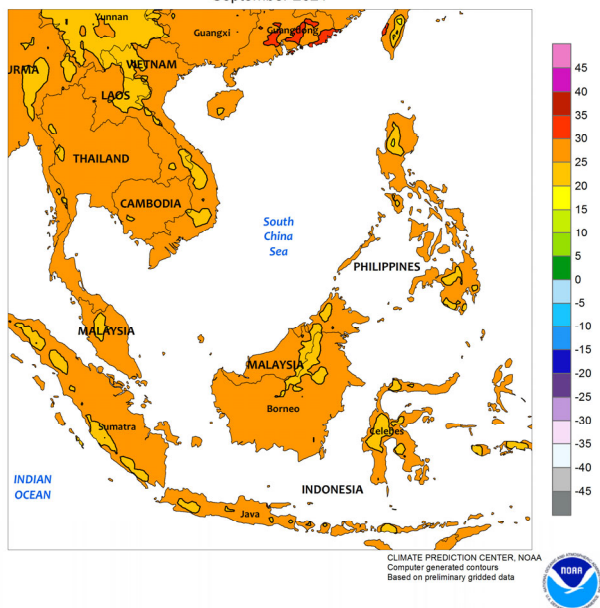 Yunnan
Guangxi
Guangdong
URMA
VIETNAM
LAOS
THAILAND
CAMBODIA
South
China
Sea
PHILIPPINES
MALAYSIA
MALAYSIA
Borneo
Sumatra
Celebes
INDIAN
OCEAN
INDONESIA
Java
45
40
35
30
25
20
15
10
5
0
-5
-10
-15
-20
-25
-30
-35
-40
-45
CLIMATE PREDICTION CENTER, NOAA
Computer generated contours
Based on preliminary gridded data
NOAA